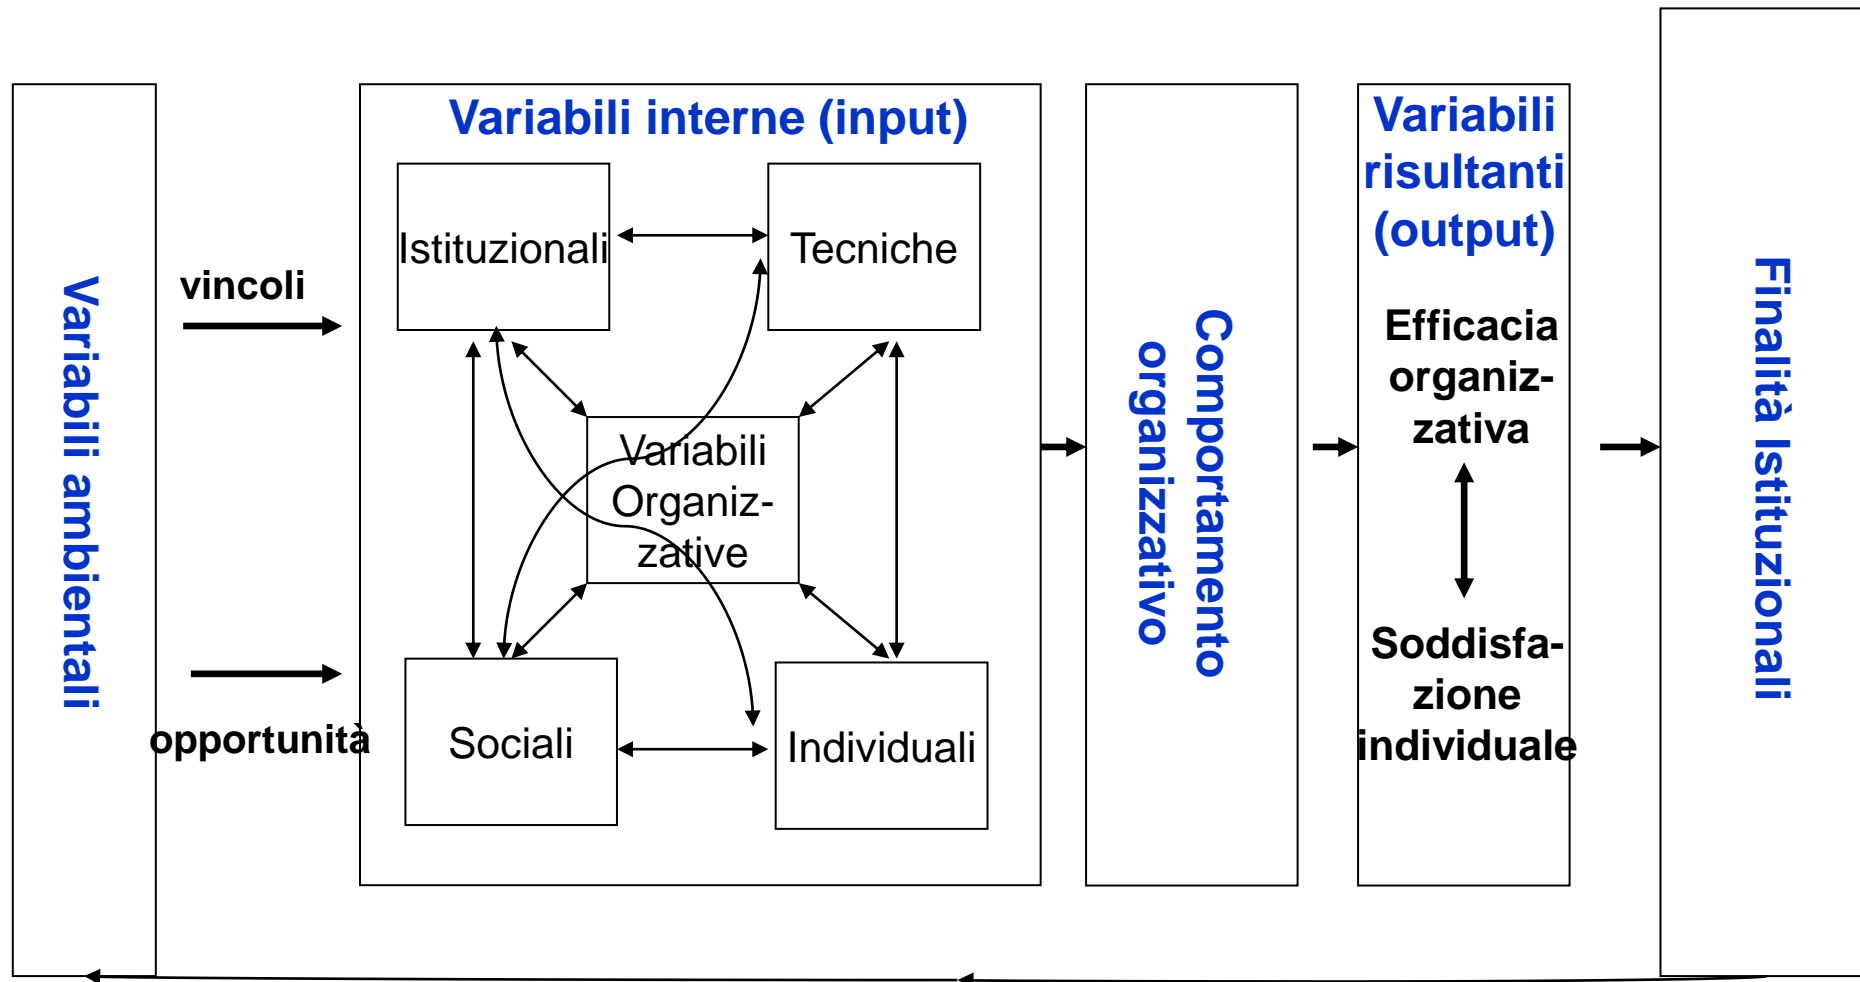 Variabili ambientali
vincoli
opportunità
Variabili interne (input)
Istituzionali
Tecniche
Variabili
Organiz-
zative
Sociali
Individuali
Comportamento
organizzativo
Variabili
risultanti
(output)
Efficacia
organiz-
zativa
Soddisfa-
zione
individuale
Finalità Istituzionali